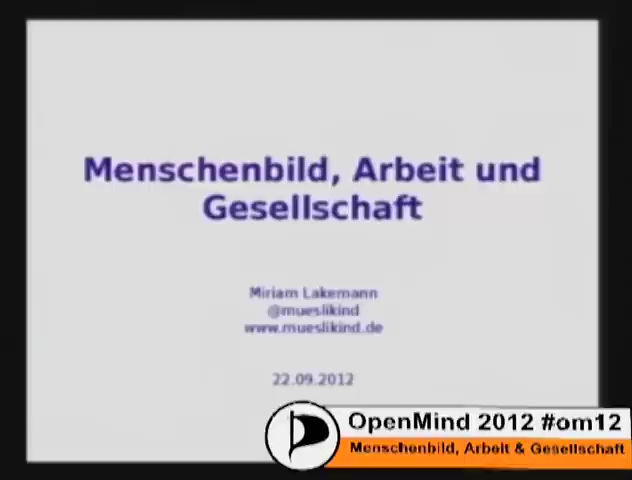 Menschenbild, Arbeit und
Gesellschaft
Miriam Lakemann
@mueslikind
www.mueslikind.de
22.09.2012
OpenMind 2012 #om12
Menschenbild, Arbeit & Gesellschaft